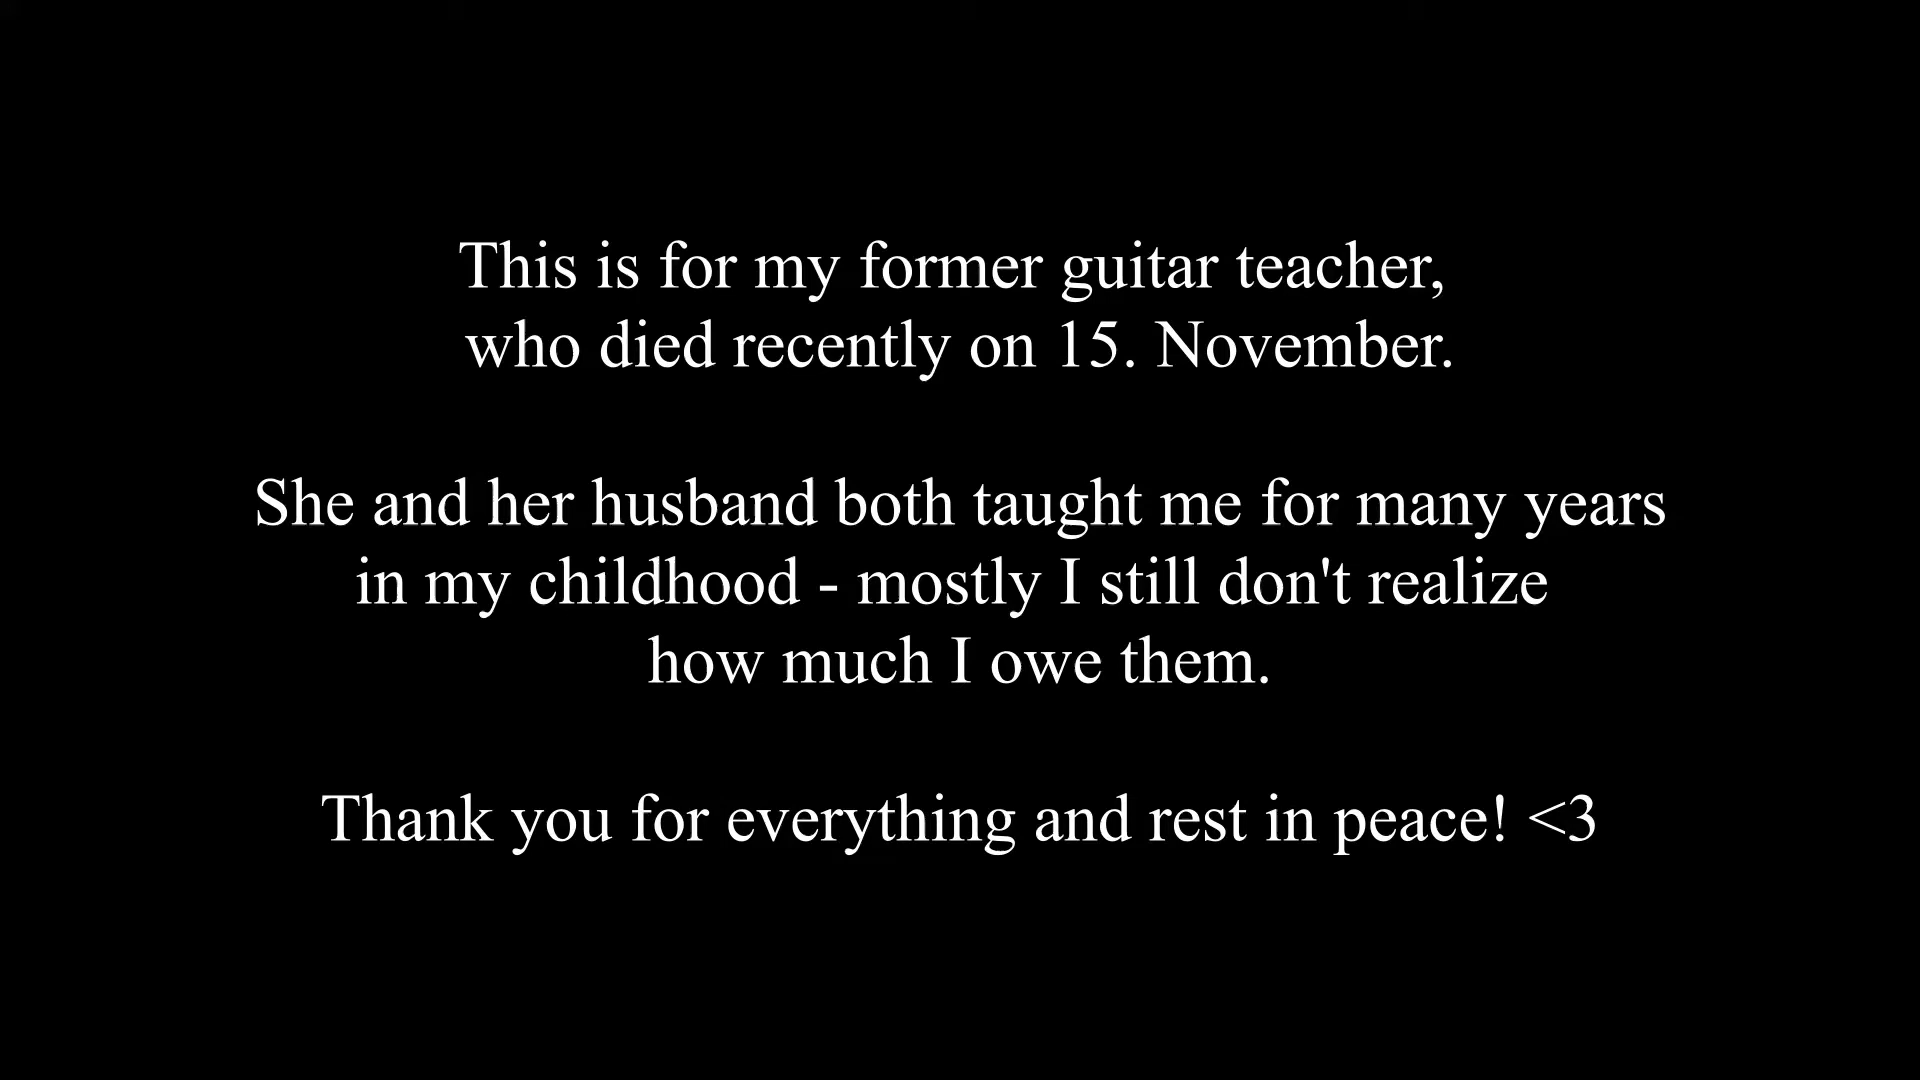 This is for my former guitar teacher,
who died recently on 15. November.
She and her husband both taught me for many years
in my childhood - mostly I still don't realize
how much I owe them.
Thank you for everything and rest in peace! <3